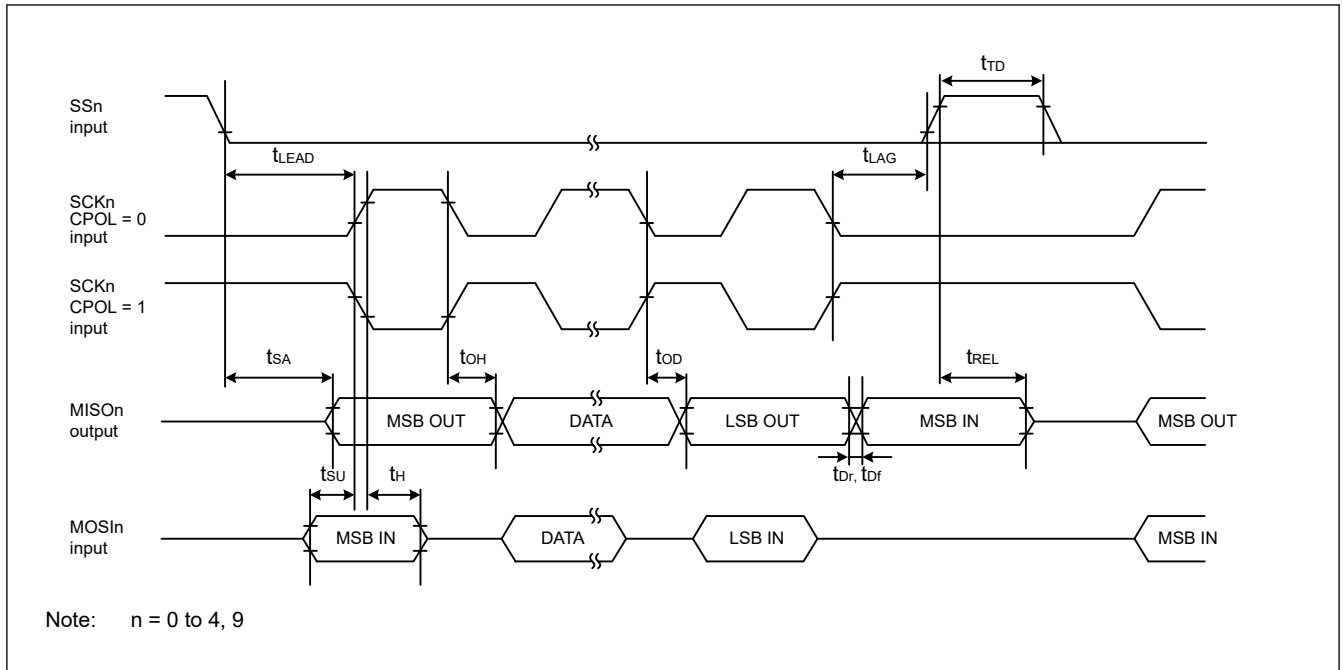 tTD
SSn
input
tLEAD
tLAG
SCKn
CPOL = 0
input
SCKn
CPOL = 1
input
tSA
tOH
tOD
tREL
MISOn
output
MSB OUT
DATA
LSB OUT
MSB IN
MSB OUT
tSU
tH
tDr, tDf
MOSIn
input
MSB IN
DATA
LSB IN
MSB IN
Note: n = 0 to 4, 9